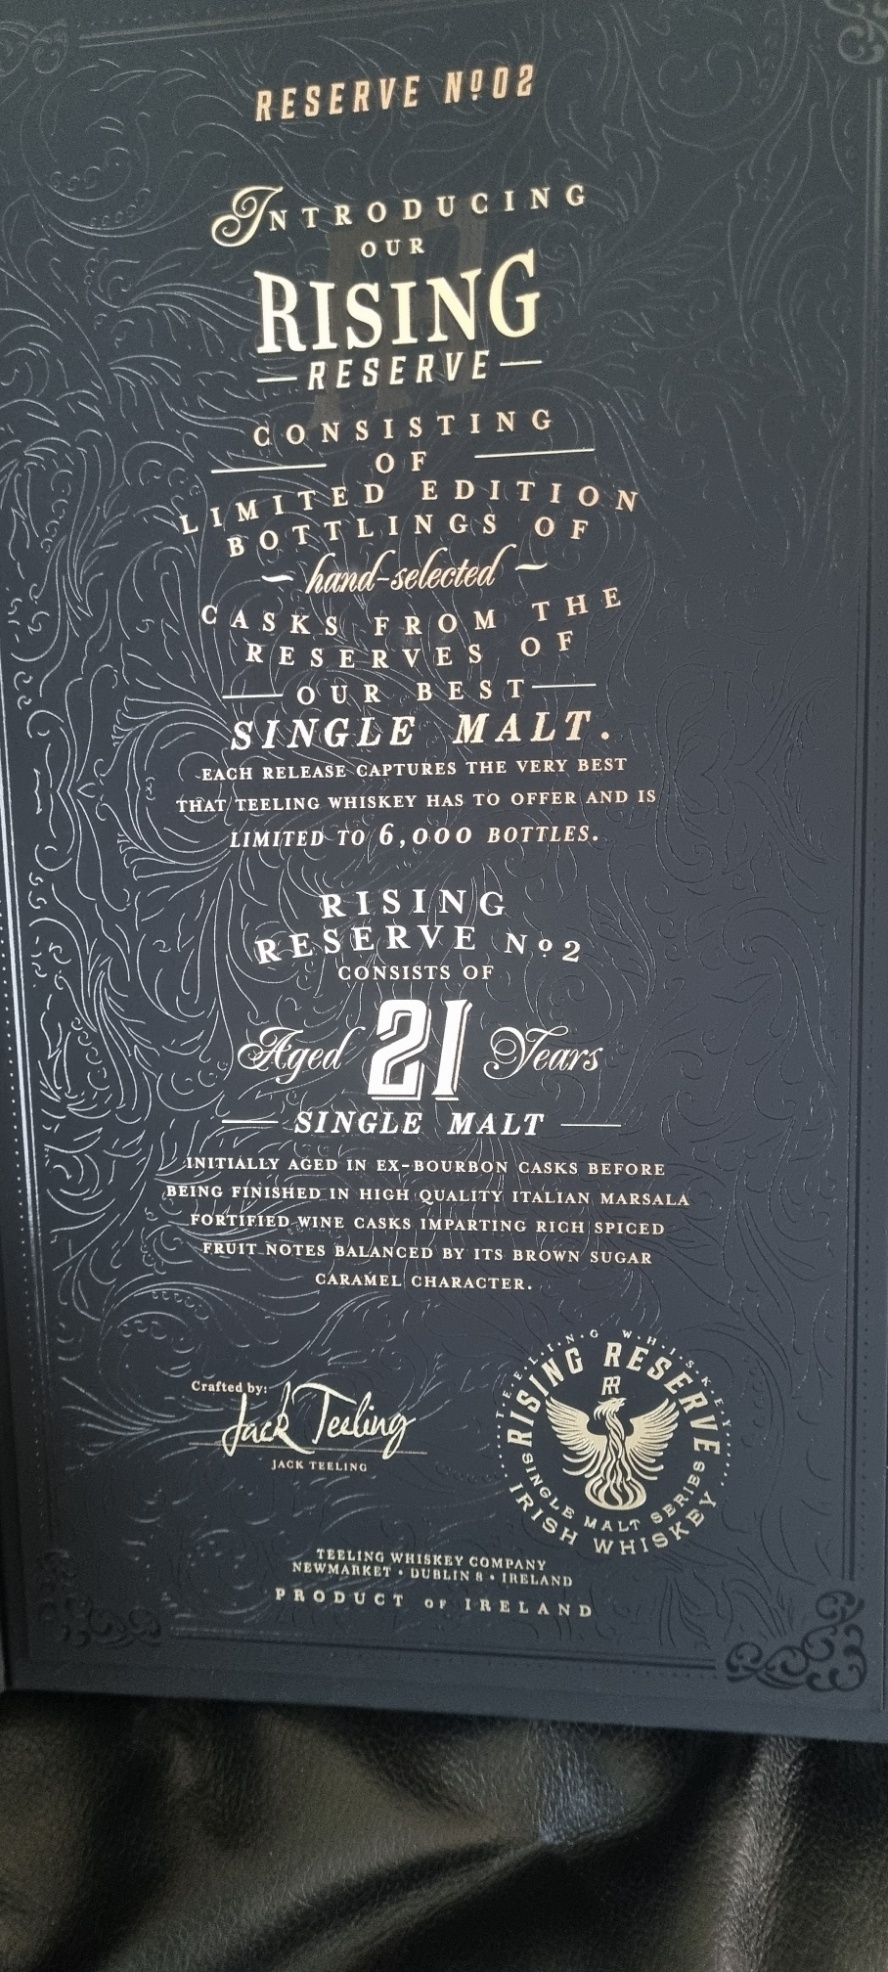 RESERVE Nº02
INTRODUCING
OUR
RISING
RESERVE
CONSISTING
OF
LIMITED EDITION
BOTTLINGS OF
hand-selected
CASKS FROM THE
RESERVES OF
OUR BEST
SINGLE MALT.
EACH RELEASE CAPTURES THE VERY BEST
THAT TEELING WHISKEY HAS TO OFFER AND IS
LIMITED TO 6,000 BOTTLES.
RISING
RESERVE Nº2
CONSISTS OF
Aged 21 Years
SINGLE MALT
INITIALLY AGED IN EX-BOURBON CASKS BEFORE
BEING FINISHED IN HIGH QUALITY ITALIAN MARSALA
FORTIFIED WINE CASKS IMPARTING RICH SPICED
FRUIT NOTES BALANCED BY ITS BROWN SUGAR
CARAMEL CHARACTER.
Crafted by:
Jack Teeling
JACK TEELING
TEELING WHISKEY
RISING RESERVE
RR
SINGLE MALT SERIES
IRISH WHISKEY
TEELING WHISKEY COMPANY
NEWMARKET • DUBLIN 8 • IRELAND
PRODUCT OF IRELAND